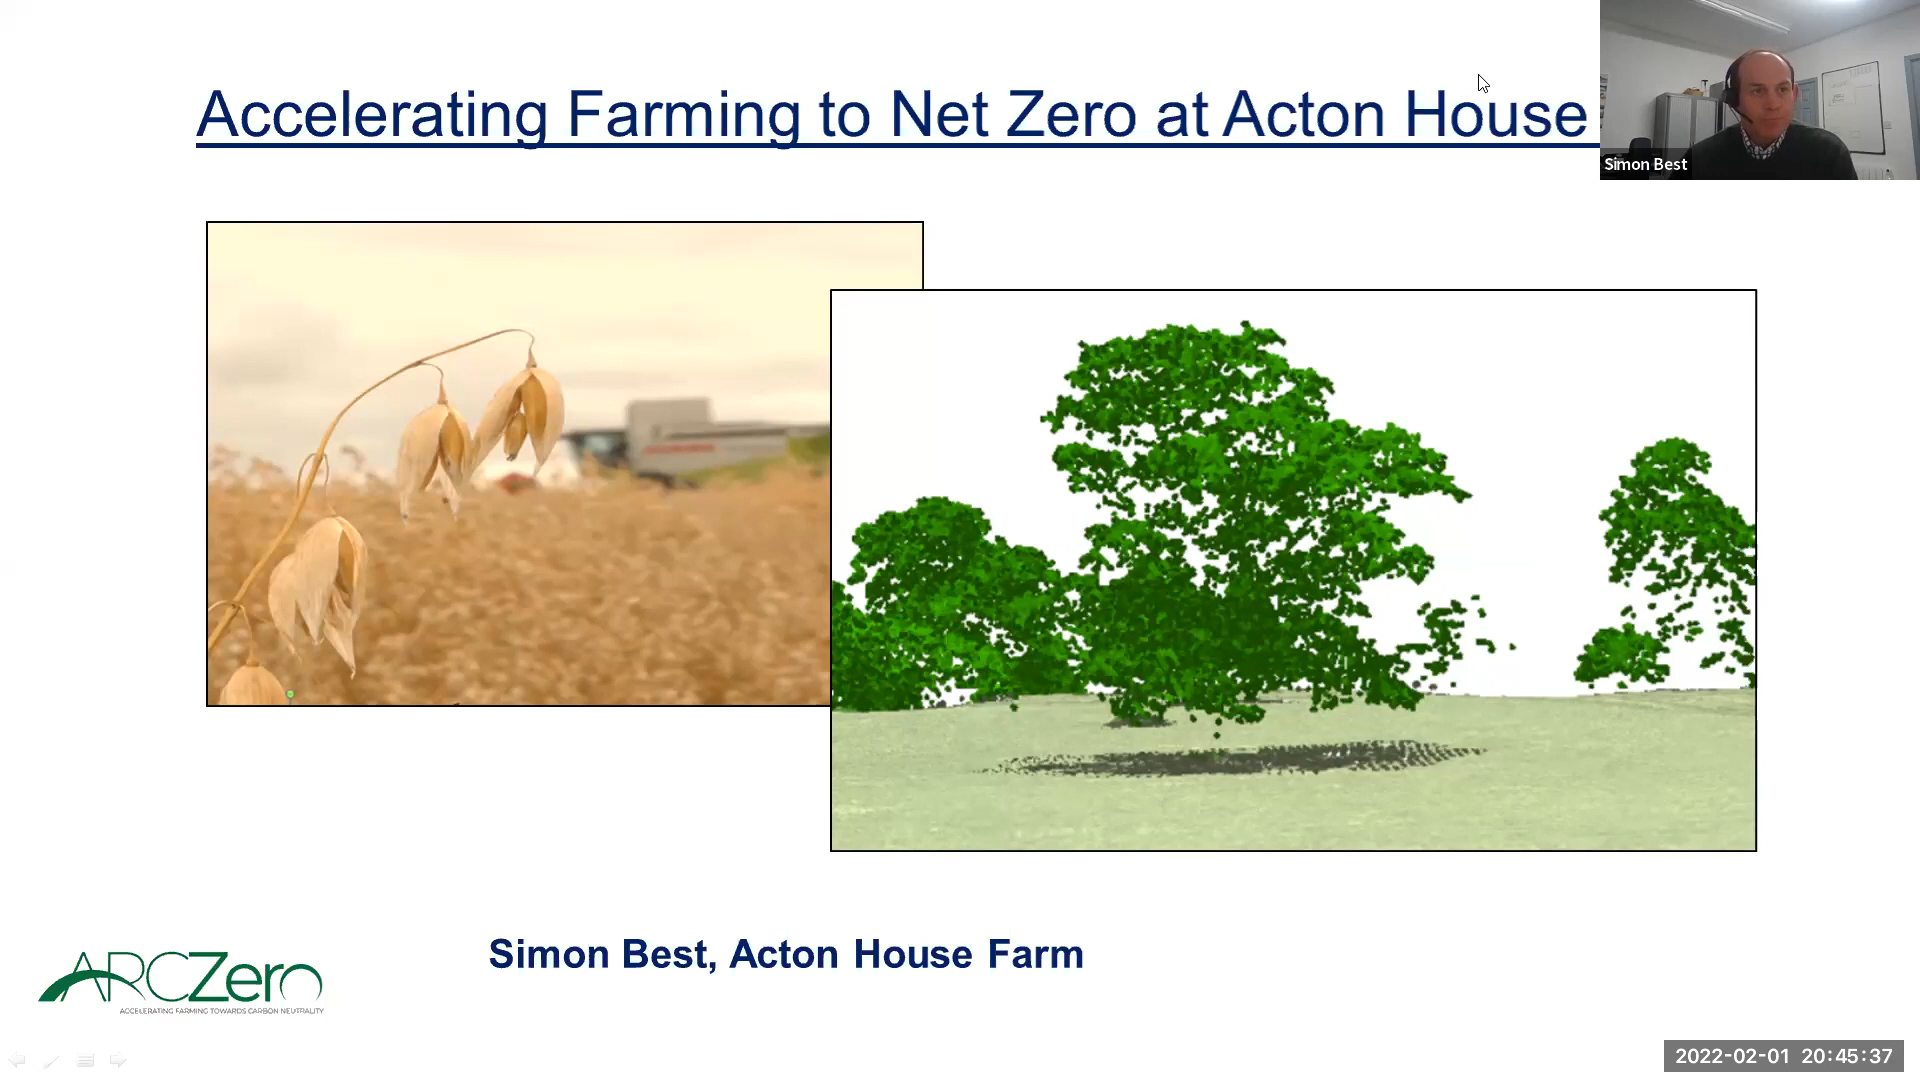 Accelerating Farming to Net Zero at Acton House
Simon Best
Simon Best, Acton House Farm
ARCZero
ACCELERATING FARMING TOWARDS CARBON NEUTRALITY
2022-02-01 20:45:37